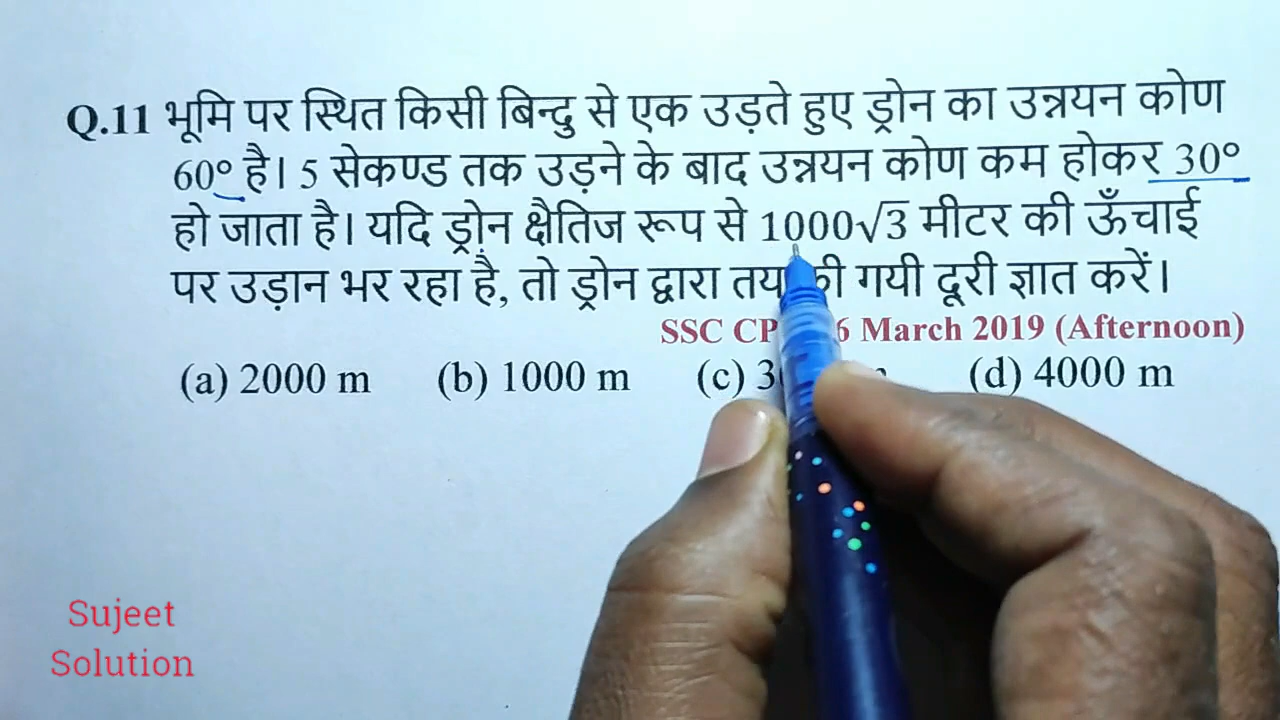 Q.11 भूमि पर स्थित किसी बिन्दु से एक उड़ते हुए ड्रोन का उन्नयन कोण
60° है। 5 सेकण्ड तक उड़ने के बाद उन्नयन कोण कम होकर 30°
हो जाता है। यदि ड्रोन क्षैतिज रूप से 1000√3 मीटर की ऊँचाई
पर उड़ान भर रहा है, तो ड्रोन द्वारा तय गयी दूरी ज्ञात करें।
SSC 6 March 2019 (Afternoon)
(a) 2000 m (b) 1000 m (c) (d) 4000 m
Sujeet
Solution